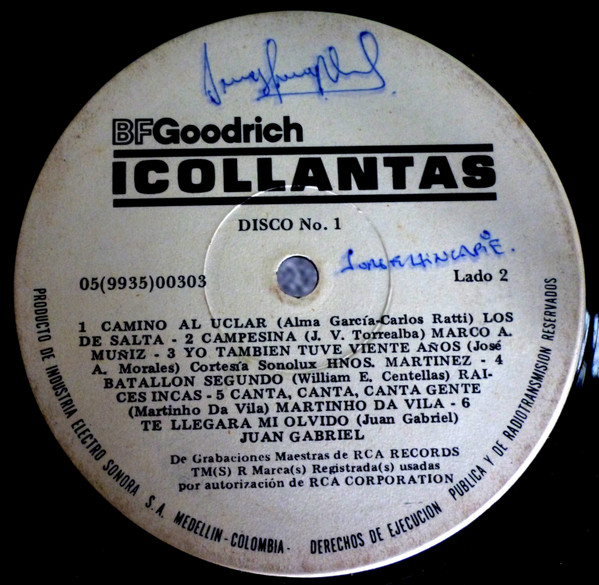 BFGoodrich
ICOLLANTAS
DISCO No. 1
05(9935)00303
Lado 2
1 CAMINO AL UCLAR (Alma García-Carlos Ratti) LOS
DE SALTA - 2 CAMPESINA (J. V. Torrealba) MARCO A.
MUÑIZ - 3 YO TAMBIEN TUVE VEINTE AÑOS (José
A. Morales) Cortesía Sonolux HNOS. MARTINEZ - 4
BATALLON SEGUNDO (William E. Centellas) RAI-
CES INCAS - 5 CANTA, CANTA, CANTA GENTE
(Martinho Da Vila) MARTINHO DA VILA - 6
TE LLEGARA MI OLVIDO (Juan Gabriel)
JUAN GABRIEL
De Grabaciones Maestras de RCA RECORDS
TM(S) R Marca(s) Registrada(s) usadas
por autorización de RCA CORPORATION
PRODUCTO DE INDUSTRIA ELECTRO SONORA S.A. MEDELLIN-COLOMBIA- DERECHOS DE EJECUCION PUBLICA Y DE RADIOTRANSMISION RESERVADOS